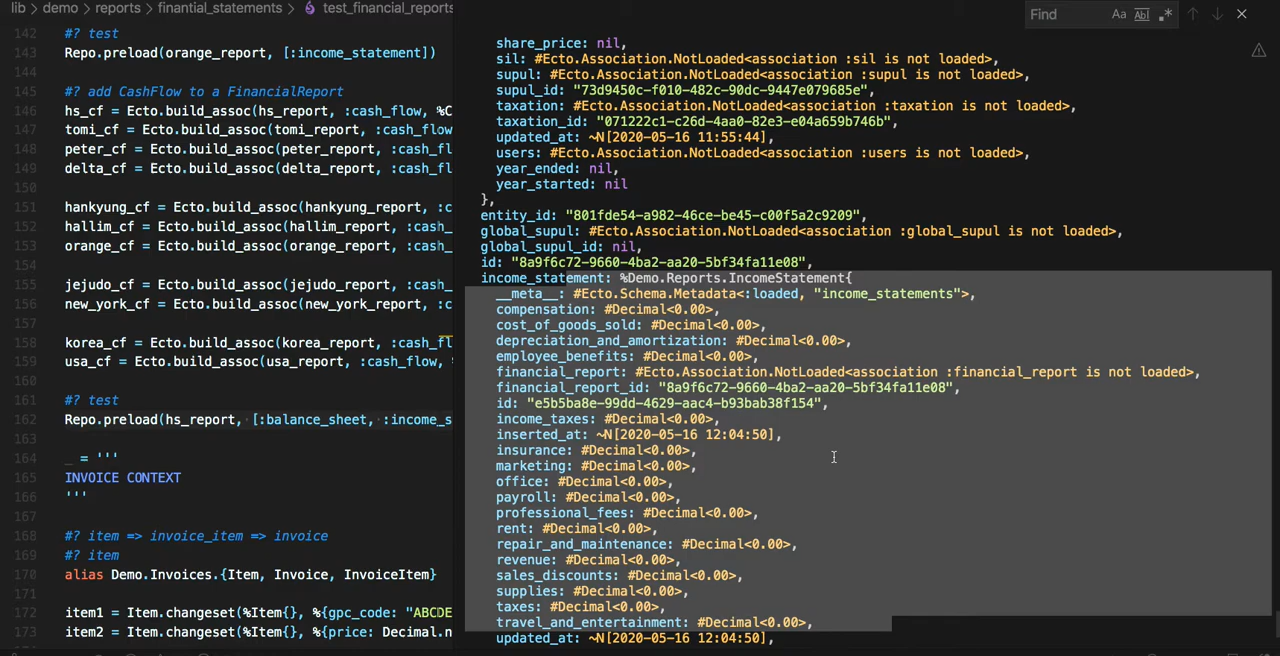 lib > demo > reports > finantial_statements > test_financial_reports
Find
Aa Abl .*
142 #? test
143 Repo.preload(orange_report, [:income_statement])
144
145 #? add CashFlow to a FinancialReport
146 hs_cf = Ecto.build_assoc(hs_report, :cash_flow, %C
147 tomi_cf = Ecto.build_assoc(tomi_report, :cash_flow
148 peter_cf = Ecto.build_assoc(peter_report, :cash_fl
149 delta_cf = Ecto.build_assoc(delta_report, :cash_fl
150
151 hankyung_cf = Ecto.build_assoc(hankyung_report, :c
152 hallim_cf = Ecto.build_assoc(hallim_report, :cash_
153 orange_cf = Ecto.build_assoc(orange_report, :cash_
154
155 jejudo_cf = Ecto.build_assoc(jejudo_report, :cash_
156 new_york_cf = Ecto.build_assoc(new_york_report, :c
157
158 korea_cf = Ecto.build_assoc(korea_report, :cash_fl
159 usa_cf = Ecto.build_assoc(usa_report, :cash_flow,
160
161 #? test
162 Repo.preload(hs_report, [:balance_sheet, :income_s
163
164 _ = '''
165 INVOICE CONTEXT
166 '''
167
168 #? item => invoice_item => invoice
169 #? item
170 alias Demo.Invoices.{Item, Invoice, InvoiceItem}
171
172 item1 = Item.changeset(%Item{}, %{gpc_code: "ABCDE
173 item2 = Item.changeset(%Item{}, %{price: Decimal.n
share_price: nil,
sil: #Ecto.Association.NotLoaded<association :sil is not loaded>,
supul: #Ecto.Association.NotLoaded<association :supul is not loaded>,
supul_id: "73d9450c-f010-482c-90dc-9447e079685e",
taxation: #Ecto.Association.NotLoaded<association :taxation is not loaded>,
taxation_id: "071222c1-c26d-4aa0-82e3-e04a659b746b",
updated_at: ~N[2020-05-16 11:55:44],
users: #Ecto.Association.NotLoaded<association :users is not loaded>,
year_ended: nil,
year_started: nil
},
entity_id: "801fde54-a982-46ce-be45-c00f5a2c9209",
global_supul: #Ecto.Association.NotLoaded<association :global_supul is not loaded>,
global_supul_id: nil,
id: "8a9f6c72-9660-4ba2-aa20-5bf34fa11e08",
income_statement: %Demo.Reports.IncomeStatement{
__meta__: #Ecto.Schema.Metadata<:loaded, "income_statements">,
compensation: #Decimal<0.00>,
cost_of_goods_sold: #Decimal<0.00>,
depreciation_and_amortization: #Decimal<0.00>,
employee_benefits: #Decimal<0.00>,
financial_report: #Ecto.Association.NotLoaded<association :financial_report is not loaded>,
financial_report_id: "8a9f6c72-9660-4ba2-aa20-5bf34fa11e08",
id: "e5b5ba8e-99dd-4629-aac4-b93bab38f154",
income_taxes: #Decimal<0.00>,
inserted_at: ~N[2020-05-16 12:04:50],
insurance: #Decimal<0.00>,
marketing: #Decimal<0.00>,
office: #Decimal<0.00>,
payroll: #Decimal<0.00>,
professional_fees: #Decimal<0.00>,
rent: #Decimal<0.00>,
repair_and_maintenance: #Decimal<0.00>,
revenue: #Decimal<0.00>,
sales_discounts: #Decimal<0.00>,
supplies: #Decimal<0.00>,
taxes: #Decimal<0.00>,
travel_and_entertainment: #Decimal<0.00>,
updated_at: ~N[2020-05-16 12:04:50],